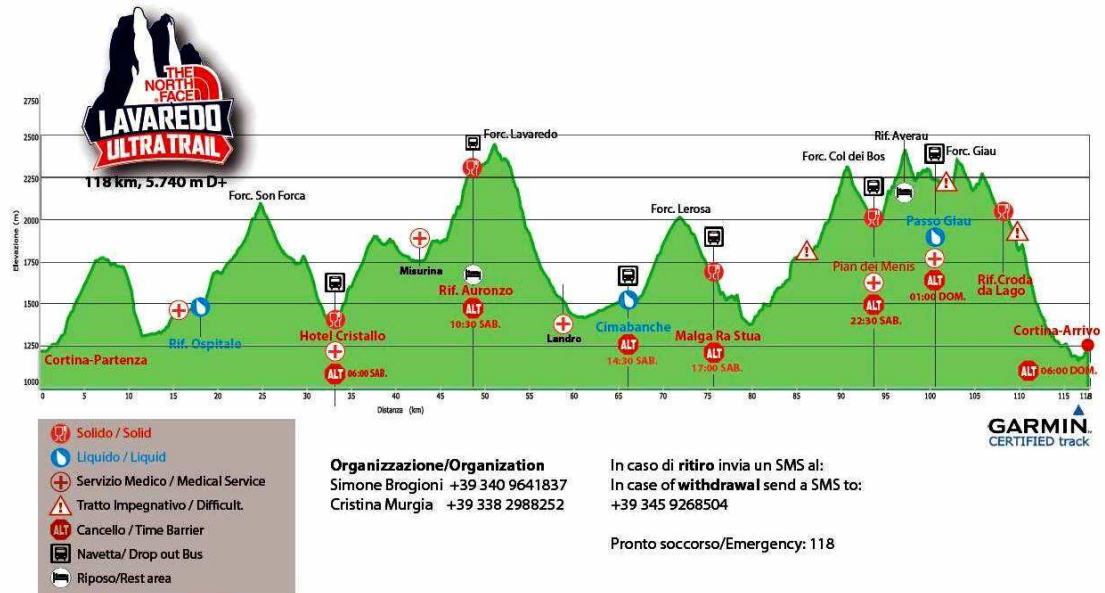 THE
NORTH
FACE
LAVAREDO
ULTRA TRAIL
118 km, 5.740 m D+
Elevazione (m)
2750
2500
2250
2000
1750
1500
1250
1000
Forc. Son Forca
Forc. Lavaredo
Forc. Lerosa
Forc. Col dei Bos
Rif. Averau
Forc. Giau
Misurina
Passo Giau
Rif. Auronzo
10:30 SAB.
ALT
Pian dei Menis
ALT
22:30 SAB.
ALT
01:00 DOM.
Rif.Croda
da Lago
Rif. Ospitale
Hotel Cristallo
ALT
06:00 SAB.
Landro
Cimabanche
ALT
14:30 SAB.
Malga Ra Stua
ALT
17:00 SAB.
Cortina-Partenza
Cortina-Arrivo
ALT
06:00 DOM.
0 5 10 15 20 25 30 35 40 45 50 55 60 65 70 75 80 85 90 95 100 105 110 115 118
Distanza (km)
GARMIN
CERTIFIED track
Solido / Solid
Liquido / Liquid
Servizio Medico / Medical Service
Tratto Impegnativo / Difficult.
ALT Cancello / Time Barrier
Navetta/ Drop out Bus
Riposo/Rest area
Organizzazione/Organization
Simone Brogioni +39 340 9641837
Cristina Murgia +39 338 2988252
In caso di ritiro invia un SMS al:
In case of withdrawal send a SMS to:
+39 345 9268504
Pronto soccorso/Emergency: 118